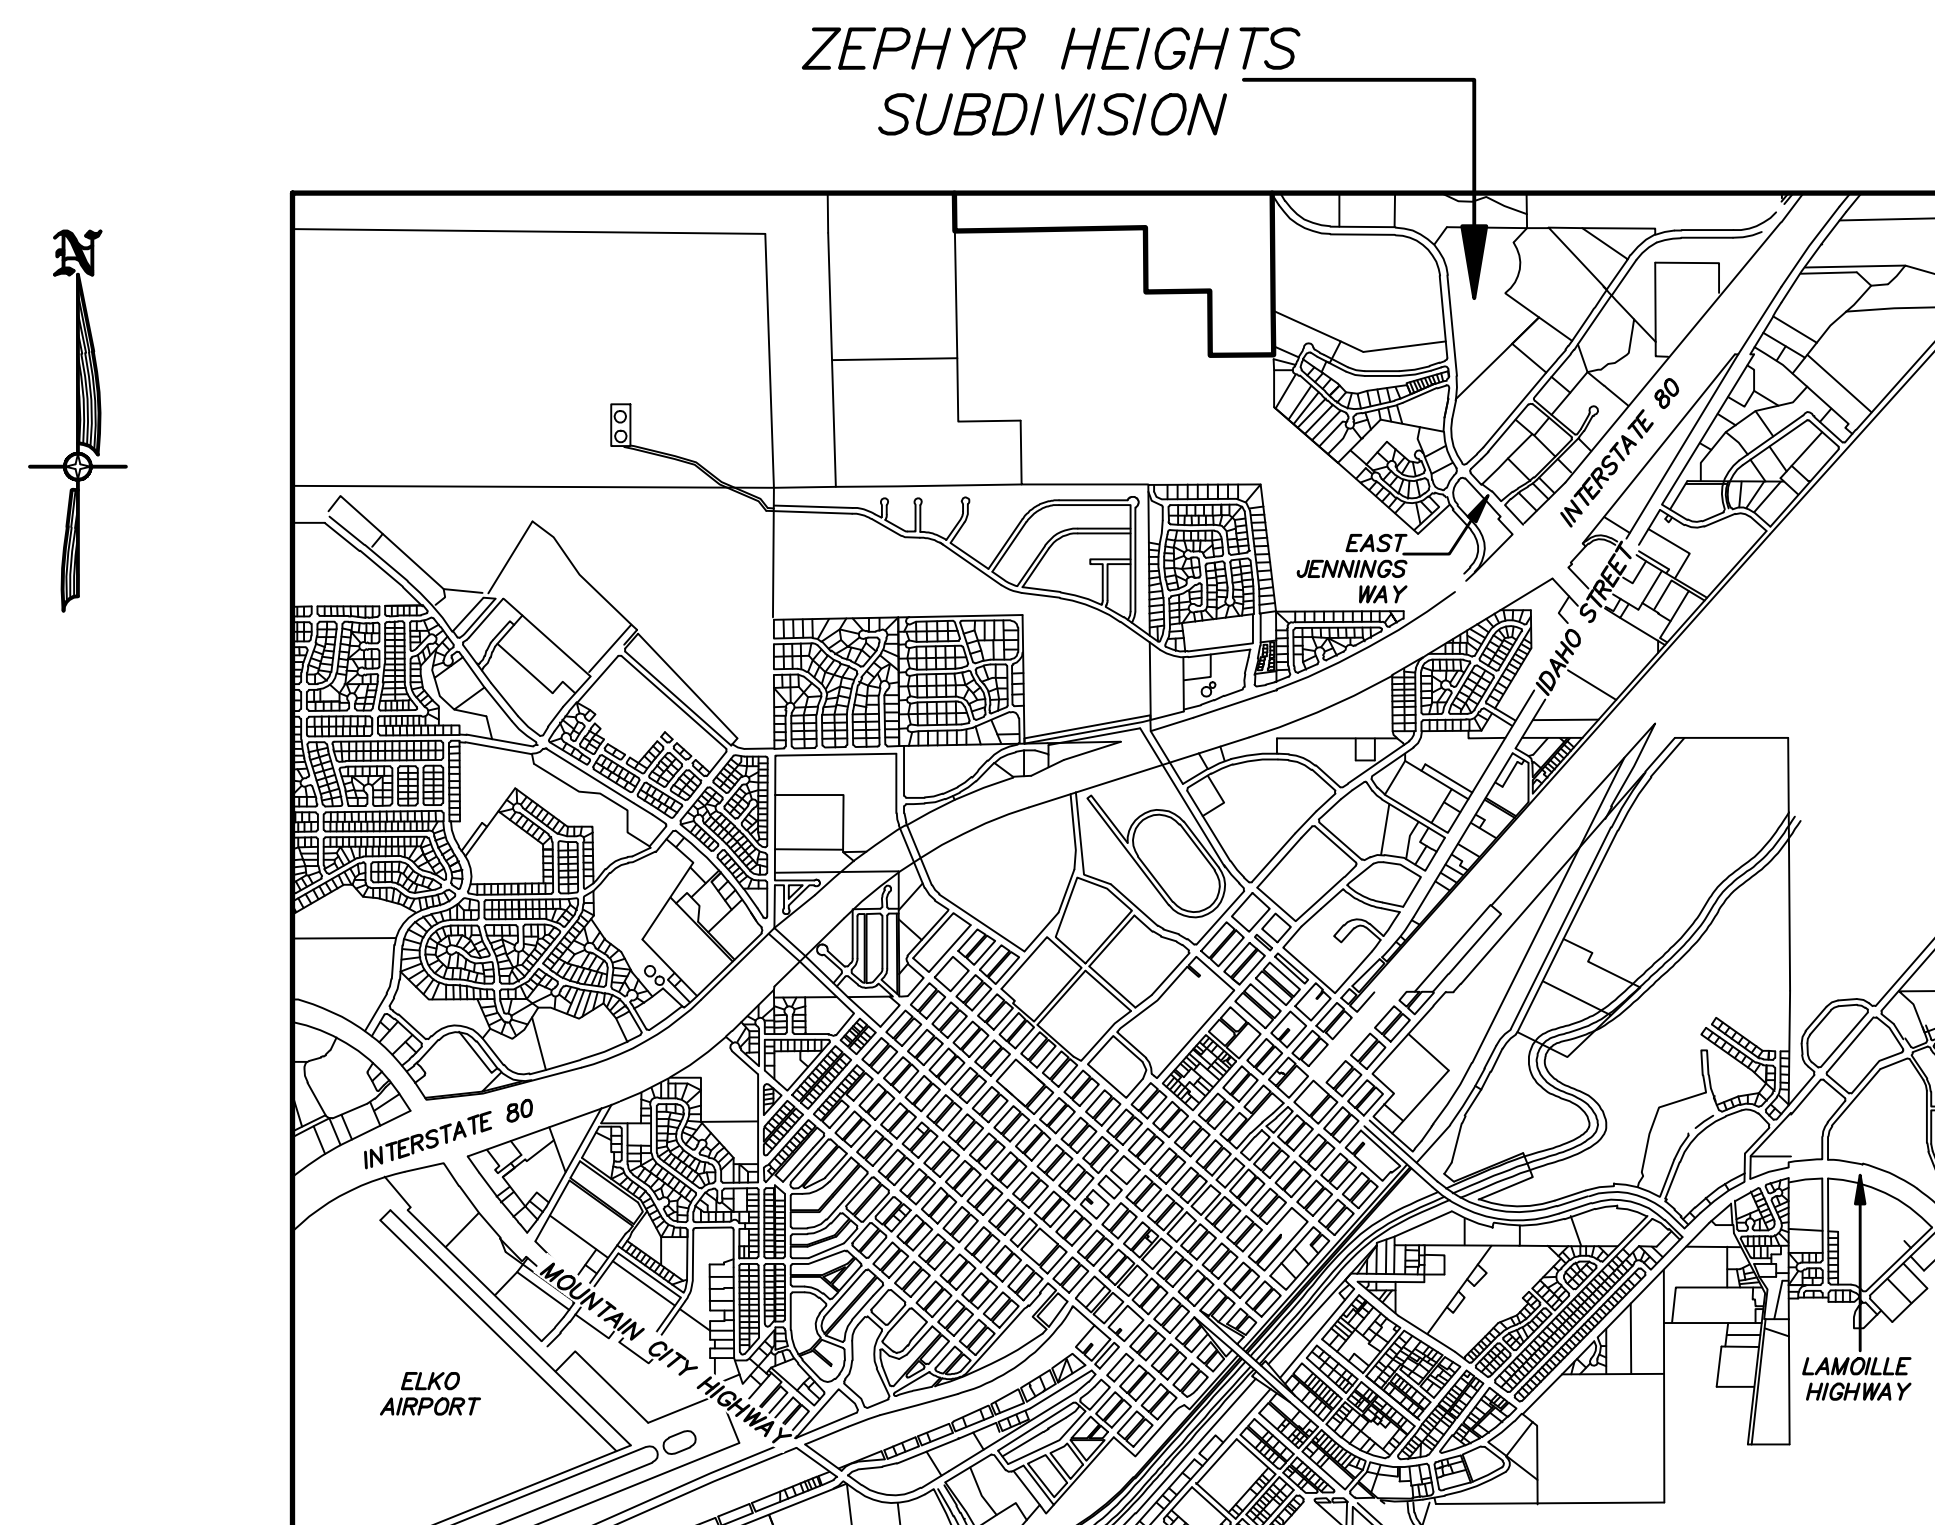 ZEPHYR HEIGHTS
SUBDIVISION
N
INTERSTATE 80
EAST
JENNINGS
WAY
IDAHO STREET
INTERSTATE 80
MOUNTAIN CITY HIGHWAY
ELKO
AIRPORT
LAMOILLE
HIGHWAY